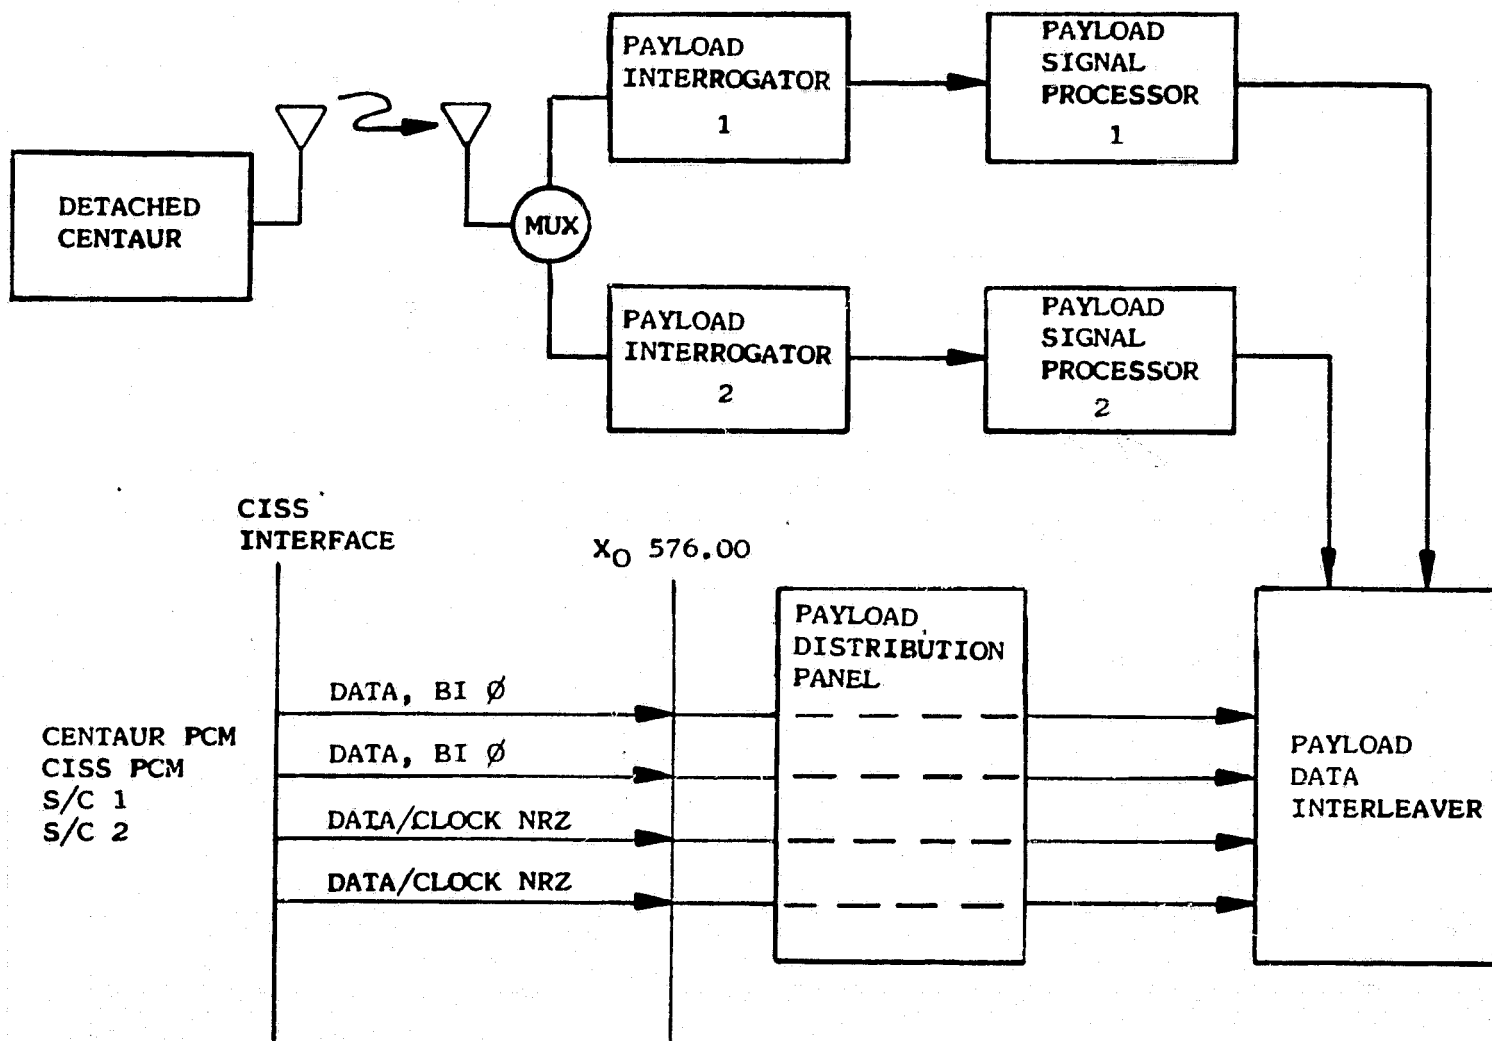 PAYLOAD
INTERROGATOR
1
PAYLOAD
SIGNAL
PROCESSOR
1
DETACHED
CENTAUR
MUX
PAYLOAD
INTERROGATOR
2
PAYLOAD
SIGNAL
PROCESSOR
2
CISS
INTERFACE
XO 576.00
PAYLOAD
DISTRIBUTION
PANEL
DATA, BI Ø
DATA, BI Ø
DATA/CLOCK NRZ
DATA/CLOCK NRZ
CENTAUR PCM
CISS PCM
S/C 1
S/C 2
PAYLOAD
DATA
INTERLEAVER